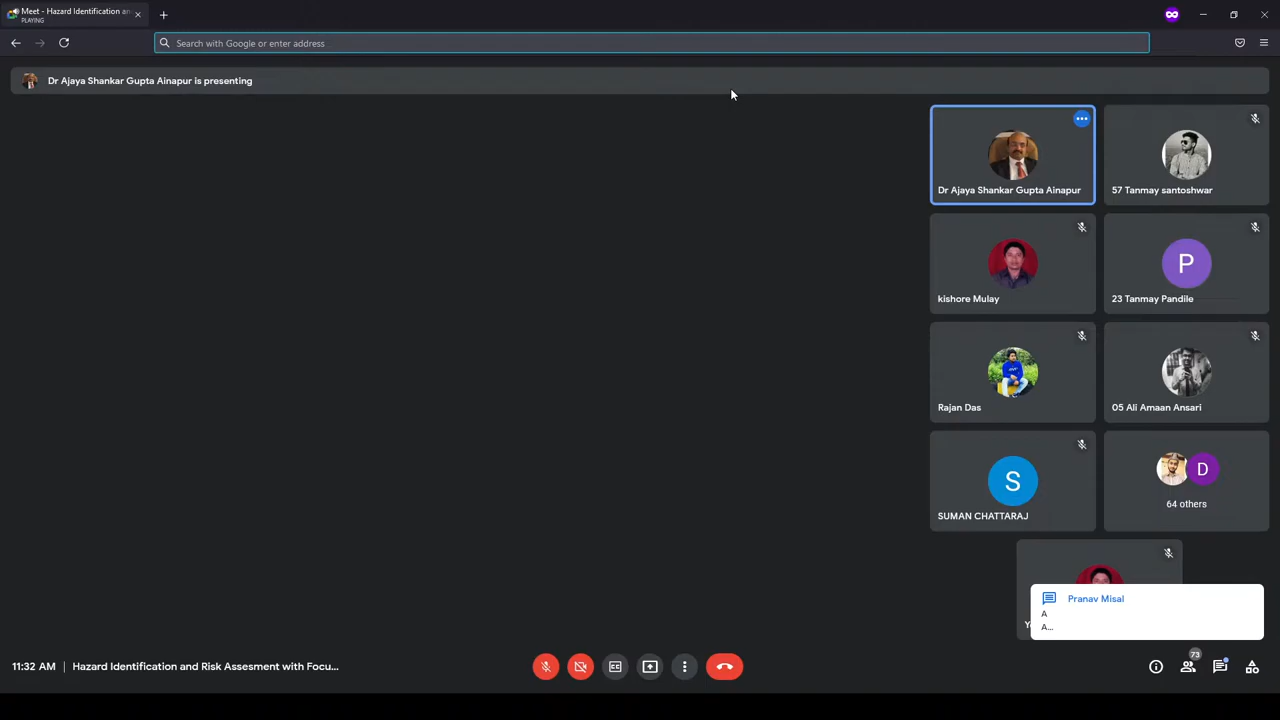 Meet - Hazard Identification an
PLAYING
Search with Google or enter address
Dr Ajaya Shankar Gupta Ainapur is presenting
Dr Ajaya Shankar Gupta Ainapur
57 Tanmay santoshwar
kishore Mulay
P
23 Tanmay Pandile
Rajan Das
05 Ali Amaan Ansari
S
SUMAN CHATTARAJ
D
64 others
Pranav Misal
A
A...
11:32 AM | Hazard Identification and Risk Assesment with Focu...
73